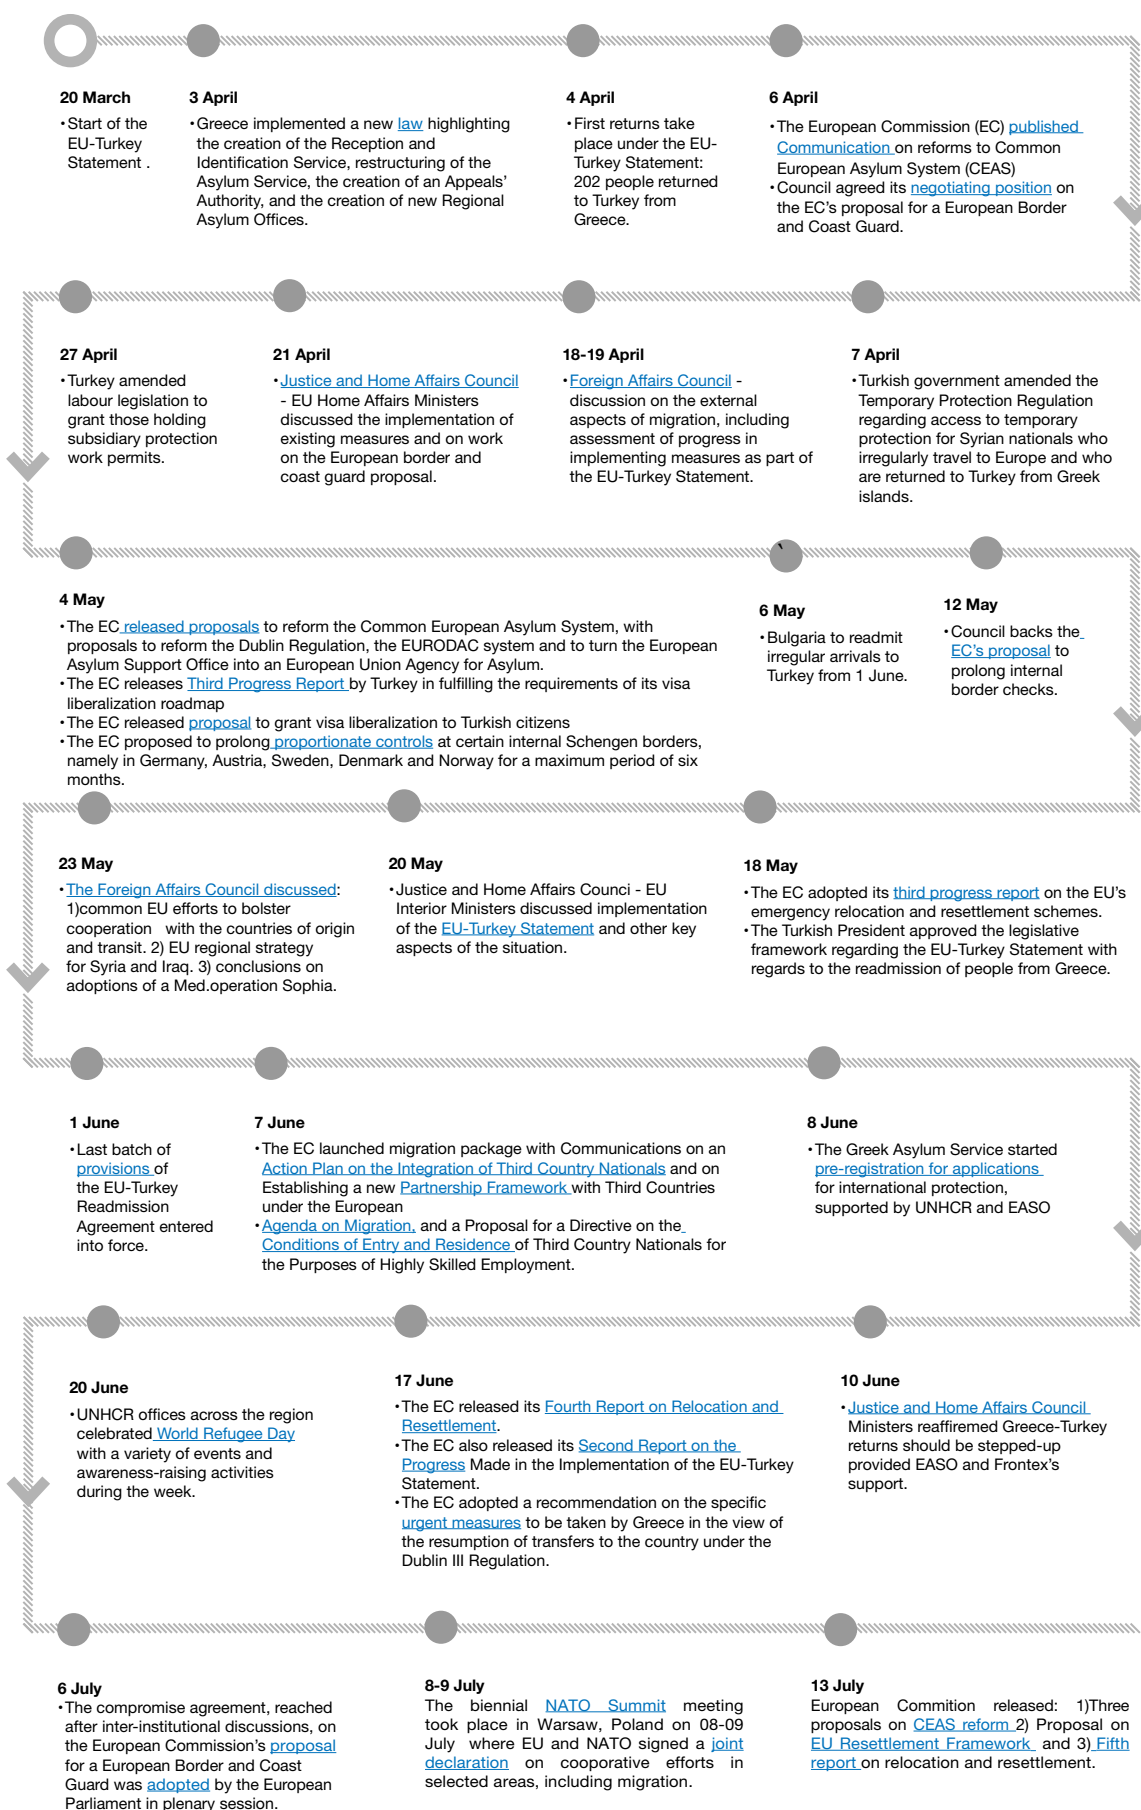 20 March
•Start of the
EU-Turkey
Statement .
3 April
•Greece implemented a new law highlighting
the creation of the Reception and
Identification Service, restructuring of the
Asylum Service, the creation of an Appeals'
Authority, and the creation of new Regional
Asylum Offices.
4 April
•First returns take
place under the EU-
Turkey Statement:
202 people returned
to Turkey from
Greece.
6 April
•The European Commission (EC) published
Communication on reforms to Common
European Asylum System (CEAS)
•Council agreed its negotiating position on
the EC's proposal for a European Border
and Coast Guard.
27 April
•Turkey amended
labour legislation to
grant those holding
subsidiary protection
work permits.
21 April
•Justice and Home Affairs Council
- EU Home Affairs Ministers
discussed the implementation of
existing measures and on work
on the European border and
coast guard proposal.
18-19 April
•Foreign Affairs Council -
discussion on the external
aspects of migration, including
assessment of progress in
implementing measures as part of
the EU-Turkey Statement.
7 April
•Turkish government amended the
Temporary Protection Regulation
regarding access to temporary
protection for Syrian nationals who
irregularly travel to Europe and who
are returned to Turkey from Greek
islands.
4 May
•The EC released proposals to reform the Common European Asylum System, with
proposals to reform the Dublin Regulation, the EURODAC system and to turn the European
Asylum Support Office into an European Union Agency for Asylum.
•The EC releases Third Progress Report by Turkey in fulfilling the requirements of its visa
liberalization roadmap
•The EC released proposal to grant visa liberalization to Turkish citizens
•The EC proposed to prolong proportionate controls at certain internal Schengen borders,
namely in Germany, Austria, Sweden, Denmark and Norway for a maximum period of six
months.
`
6 May
•Bulgaria to readmit
irregular arrivals to
Turkey from 1 June.
12 May
•Council backs the
EC's proposal to
prolong internal
border checks.
23 May
•The Foreign Affairs Council discussed:
1)common EU efforts to bolster
cooperation with the countries of origin
and transit. 2) EU regional strategy
for Syria and Iraq. 3) conclusions on
adoptions of a Med.operation Sophia.
20 May
•Justice and Home Affairs Counci - EU
Interior Ministers discussed implementation
of the EU-Turkey Statement and other key
aspects of the situation.
18 May
•The EC adopted its third progress report on the EU's
emergency relocation and resettlement schemes.
•The Turkish President approved the legislative
framework regarding the EU-Turkey Statement with
regards to the readmission of people from Greece.
1 June
•Last batch of
provisions of
the EU-Turkey
Readmission
Agreement entered
into force.
7 June
•The EC launched migration package with Communications on an
Action Plan on the Integration of Third Country Nationals and on
Establishing a new Partnership Framework with Third Countries
under the European
•Agenda on Migration, and a Proposal for a Directive on the
Conditions of Entry and Residence of Third Country Nationals for
the Purposes of Highly Skilled Employment.
8 June
•The Greek Asylum Service started
pre-registration for applications
for international protection,
supported by UNHCR and EASO
20 June
•UNHCR offices across the region
celebrated World Refugee Day
with a variety of events and
awareness-raising activities
during the week.
17 June
•The EC released its Fourth Report on Relocation and
Resettlement.
•The EC also released its Second Report on the
Progress Made in the Implementation of the EU-Turkey
Statement.
•The EC adopted a recommendation on the specific
urgent measures to be taken by Greece in the view of
the resumption of transfers to the country under the
Dublin III Regulation.
10 June
•Justice and Home Affairs Council
Ministers reaffiremed Greece-Turkey
returns should be stepped-up
provided EASO and Frontex's
support.
6 July
•The compromise agreement, reached
after inter-institutional discussions, on
the European Commission's proposal
for a European Border and Coast
Guard was adopted by the European
Parliament in plenary session.
8-9 July
The biennial NATO Summit meeting
took place in Warsaw, Poland on 08-09
July where EU and NATO signed a joint
declaration on cooporative efforts in
selected areas, including migration.
13 July
European Commition released: 1)Three
proposals on CEAS reform 2) Proposal on
EU Resettlement Framework and 3) Fifth
report on relocation and resettlement.